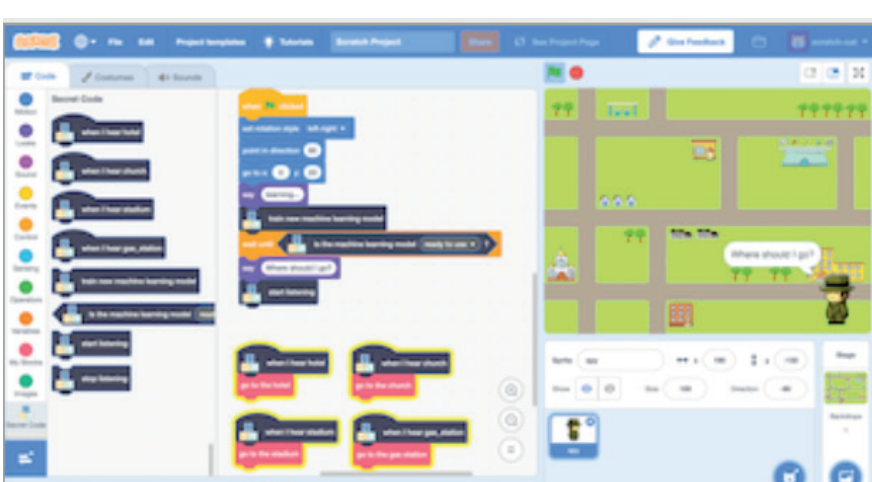 File Edit Project templates Tutorials Scratch Project Share See Project Page Give Feedback scratch-cat
Code Costumes Sounds
Motion
Looks
Sound
Events
Control
Sensing
Operators
Variables
My Blocks
Images
Secret Code
Secret Code
when I hear hotel
when I hear church
when I hear stadium
when I hear gas_station
train new machine learning model
Is the machine learning model
start listening
stop listening
when clicked
set rotation style left-right
point in direction
go to x: y:
say learning...
train new machine learning model
wait until Is the machine learning model ready to use ?
say Where should I go?
start listening
when I hear hotel
go to the hotel
when I hear church
go to the church
when I hear stadium
go to the stadium
when I hear gas_station
go to the gas station
Where should I go?
Sprite spy x y
Show Size 100 Direction
spy
Stage
Backdrops